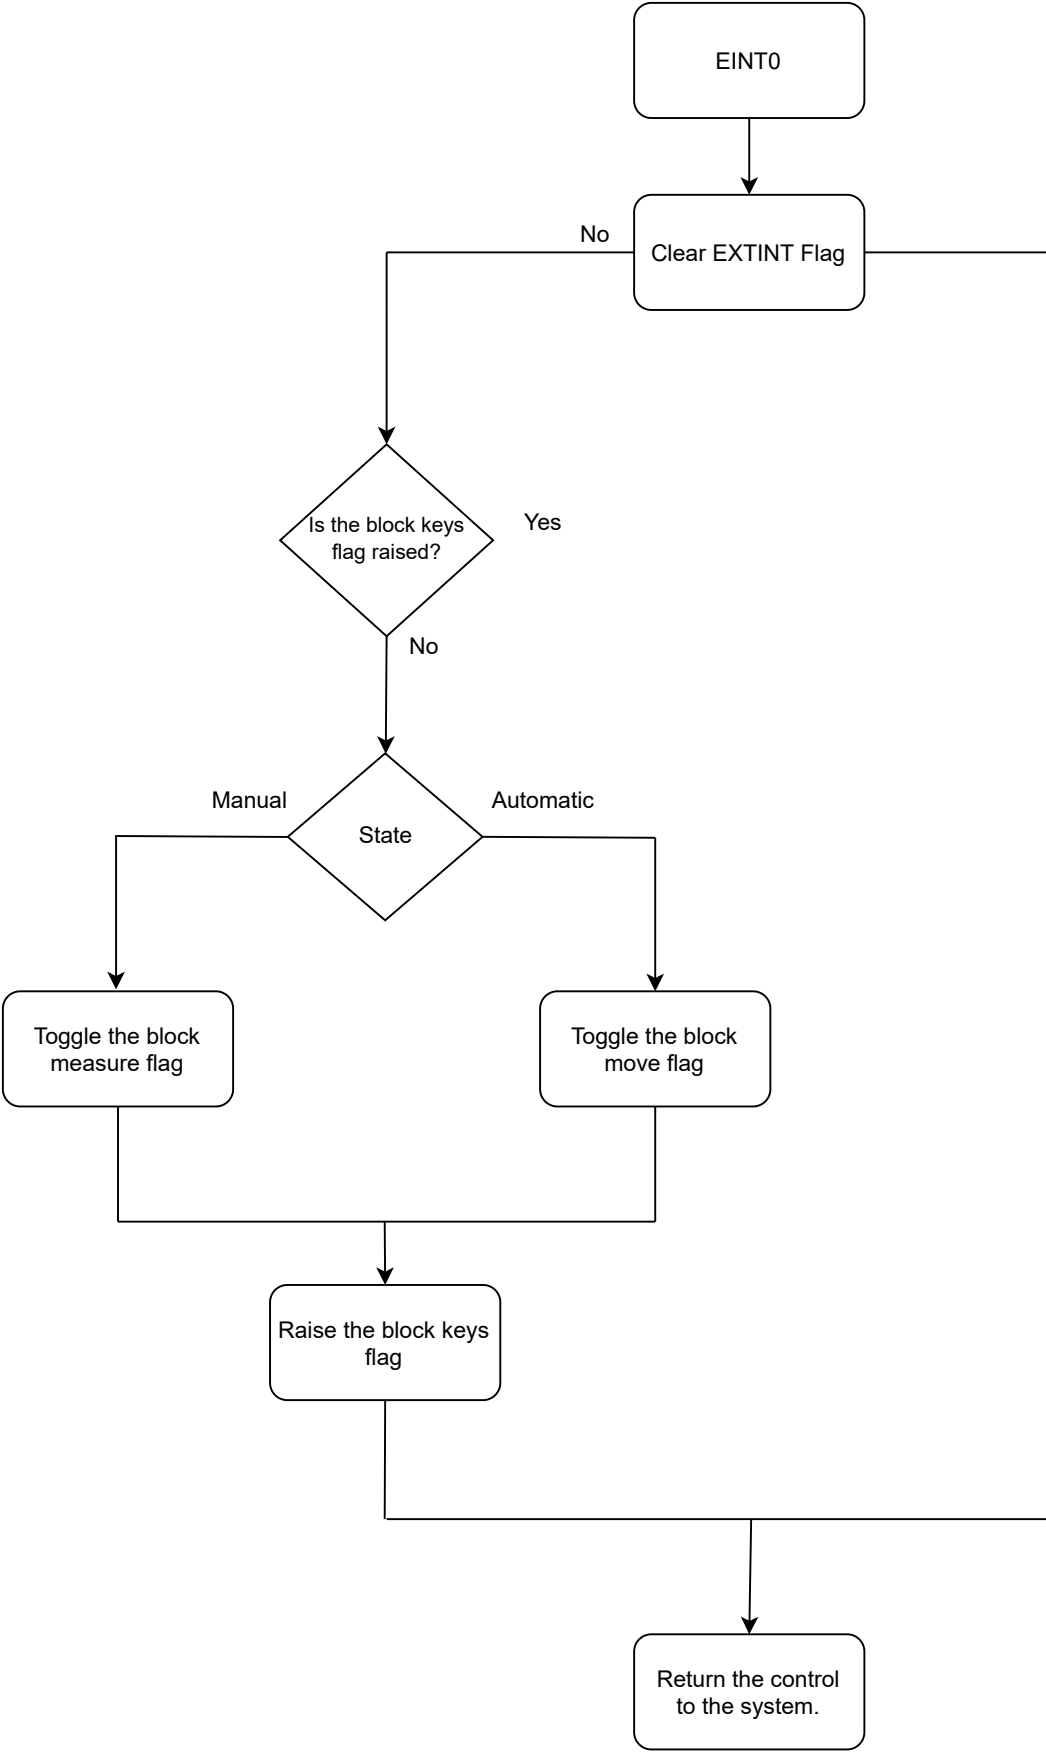 EINT0
No
Clear EXTINT Flag
Is the block keys
flag raised?
Yes
No
Manual
Automatic
State
Toggle the block
measure flag
Toggle the block
move flag
Raise the block keys
flag
Return the control
to the system.